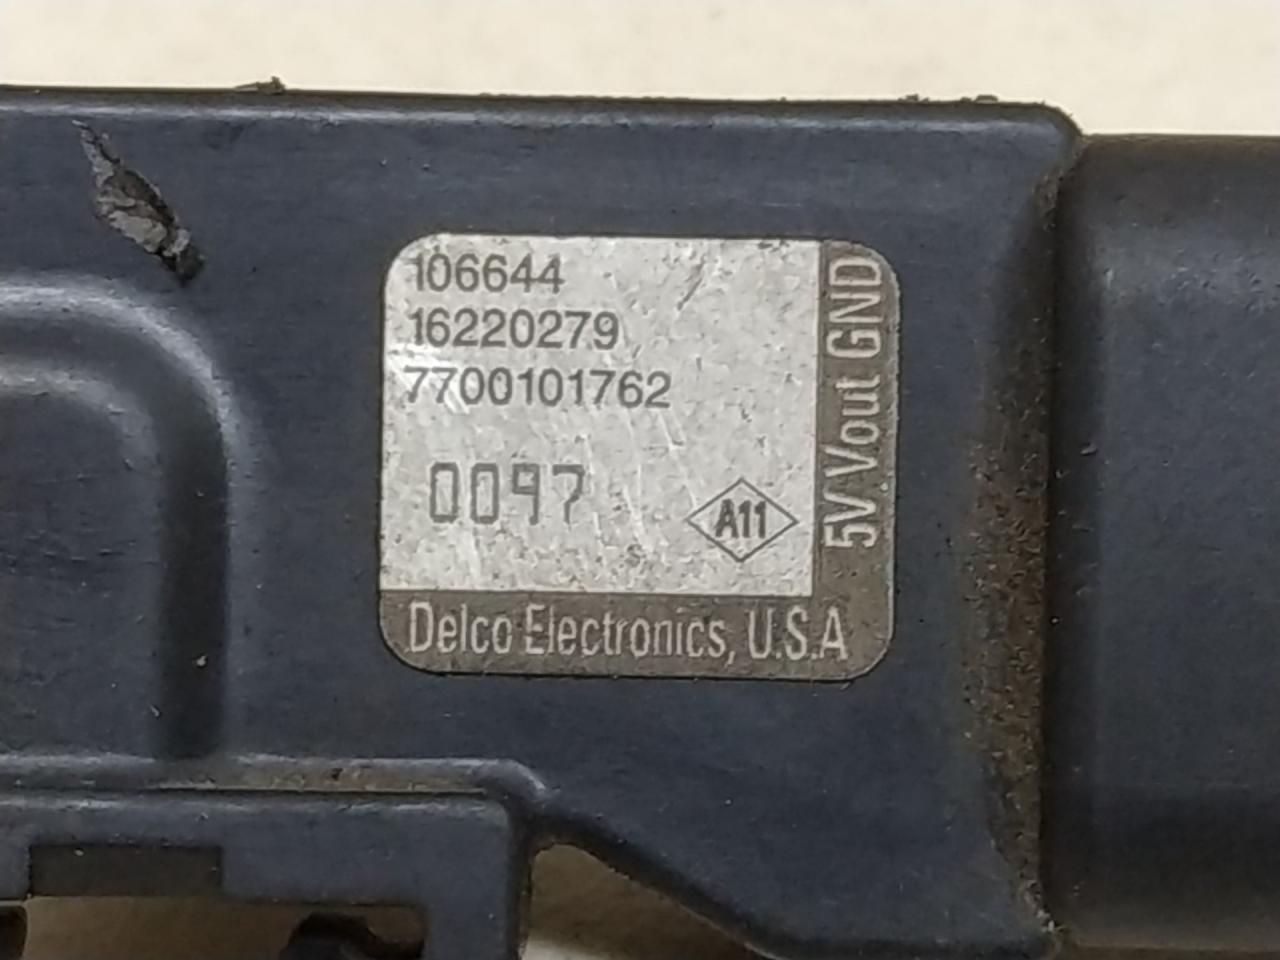 106644
16220279
7700101762
0097
A11
5V Vout GND
Delco Electronics, U.S.A